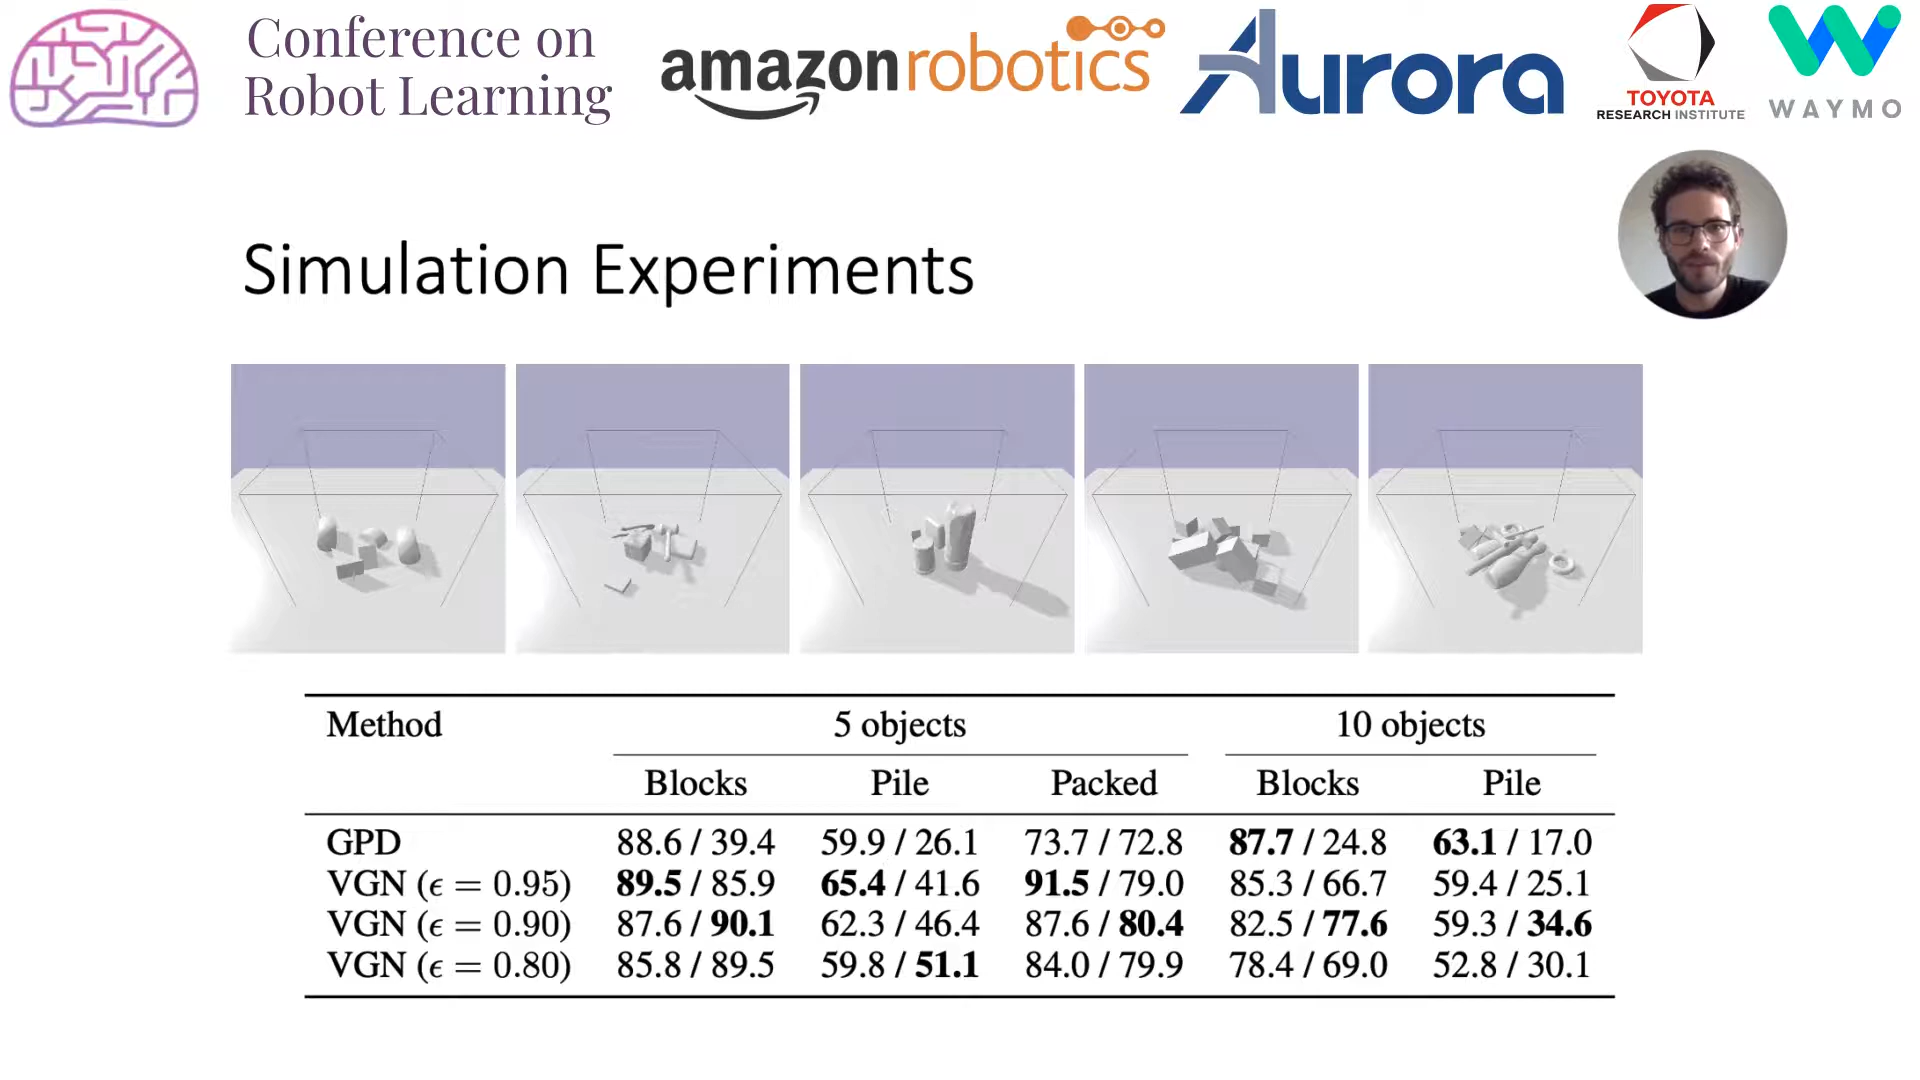 Conference on
Robot Learning
amazonrobotics
Aurora
TOYOTA
RESEARCH INSTITUTE
WAYMO
Simulation Experiments
Method 5 objects 10 objects
Blocks Pile Packed Blocks Pile
GPD 88.6 / 39.4 59.9 / 26.1 73.7 / 72.8 87.7 / 24.8 63.1 / 17.0
VGN (ϵ = 0.95) 89.5 / 85.9 65.4 / 41.6 91.5 / 79.0 85.3 / 66.7 59.4 / 25.1
VGN (ϵ = 0.90) 87.6 / 90.1 62.3 / 46.4 87.6 / 80.4 82.5 / 77.6 59.3 / 34.6
VGN (ϵ = 0.80) 85.8 / 89.5 59.8 / 51.1 84.0 / 79.9 78.4 / 69.0 52.8 / 30.1